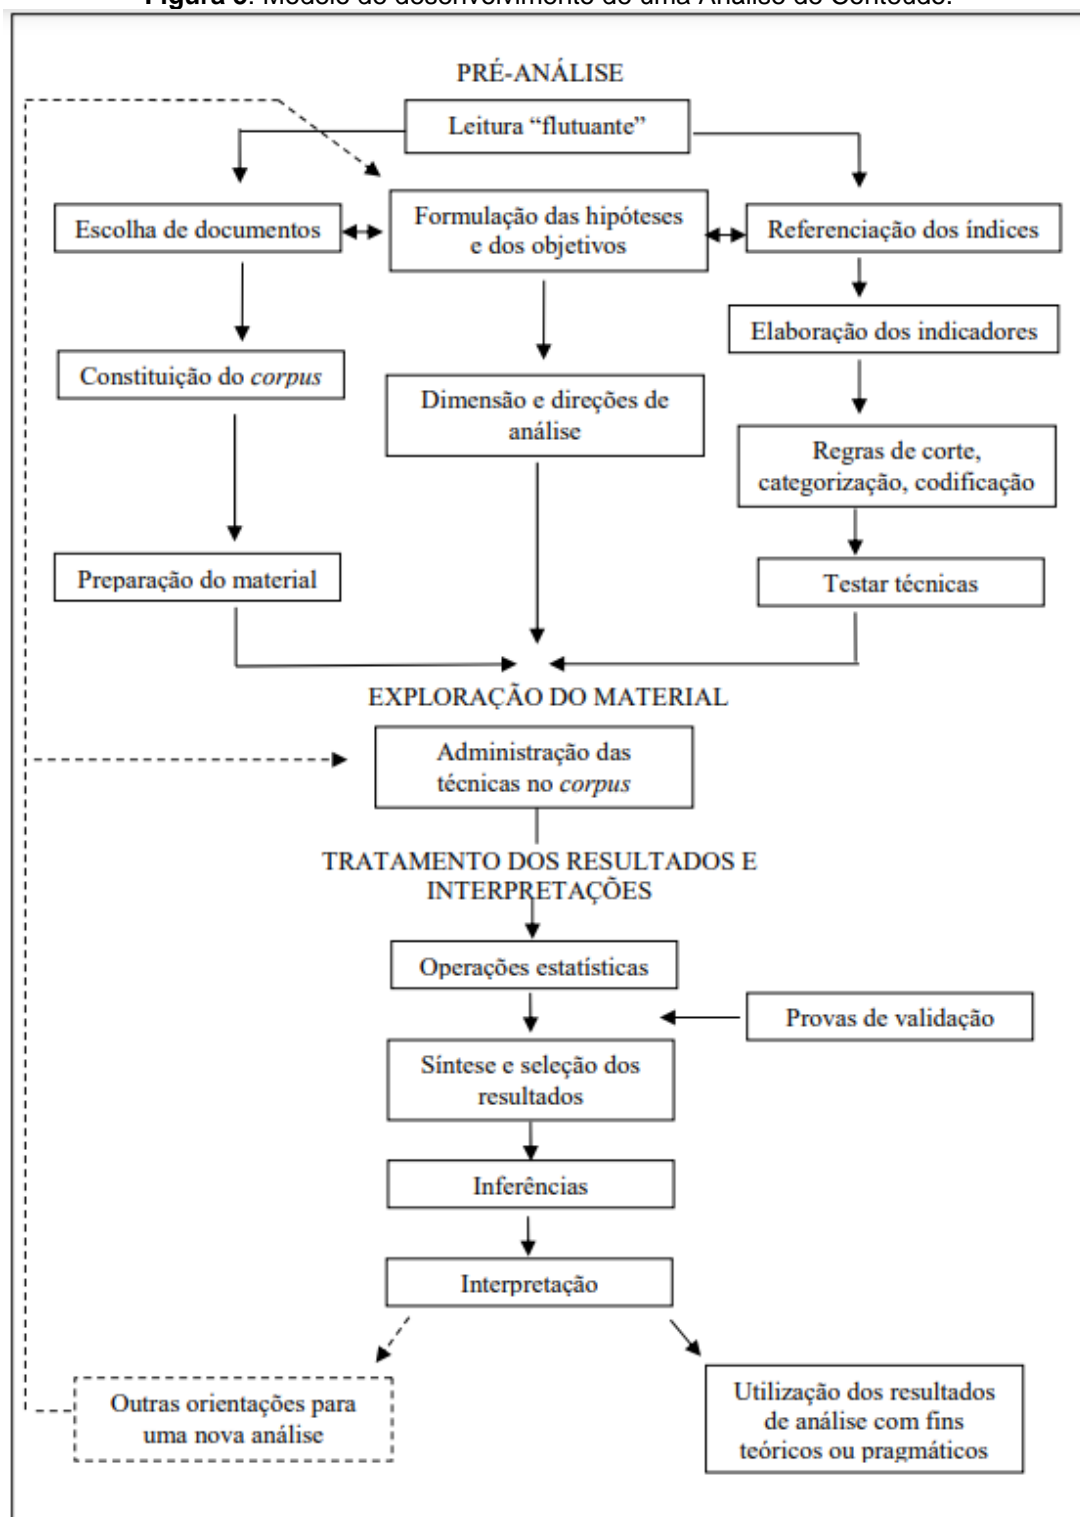 Figura 3. Modelo de desenvolvimento de uma Análise de Conteúdo.
PRÉ-ANÁLISE
Leitura “flutuante”
Escolha de documentos
Formulação das hipóteses
e dos objetivos
Referenciação dos índices
Elaboração dos indicadores
Constituição do corpus
Dimensão e direções de
análise
Regras de corte,
categorização, codificação
Preparação do material
Testar técnicas
EXPLORAÇÃO DO MATERIAL
Administração das
técnicas no corpus
TRATAMENTO DOS RESULTADOS E
INTERPRETAÇÕES
Operações estatísticas
Provas de validação
Síntese e seleção dos
resultados
Inferências
Interpretação
Outras orientações para
uma nova análise
Utilização dos resultados
de análise com fins
teóricos ou pragmáticos